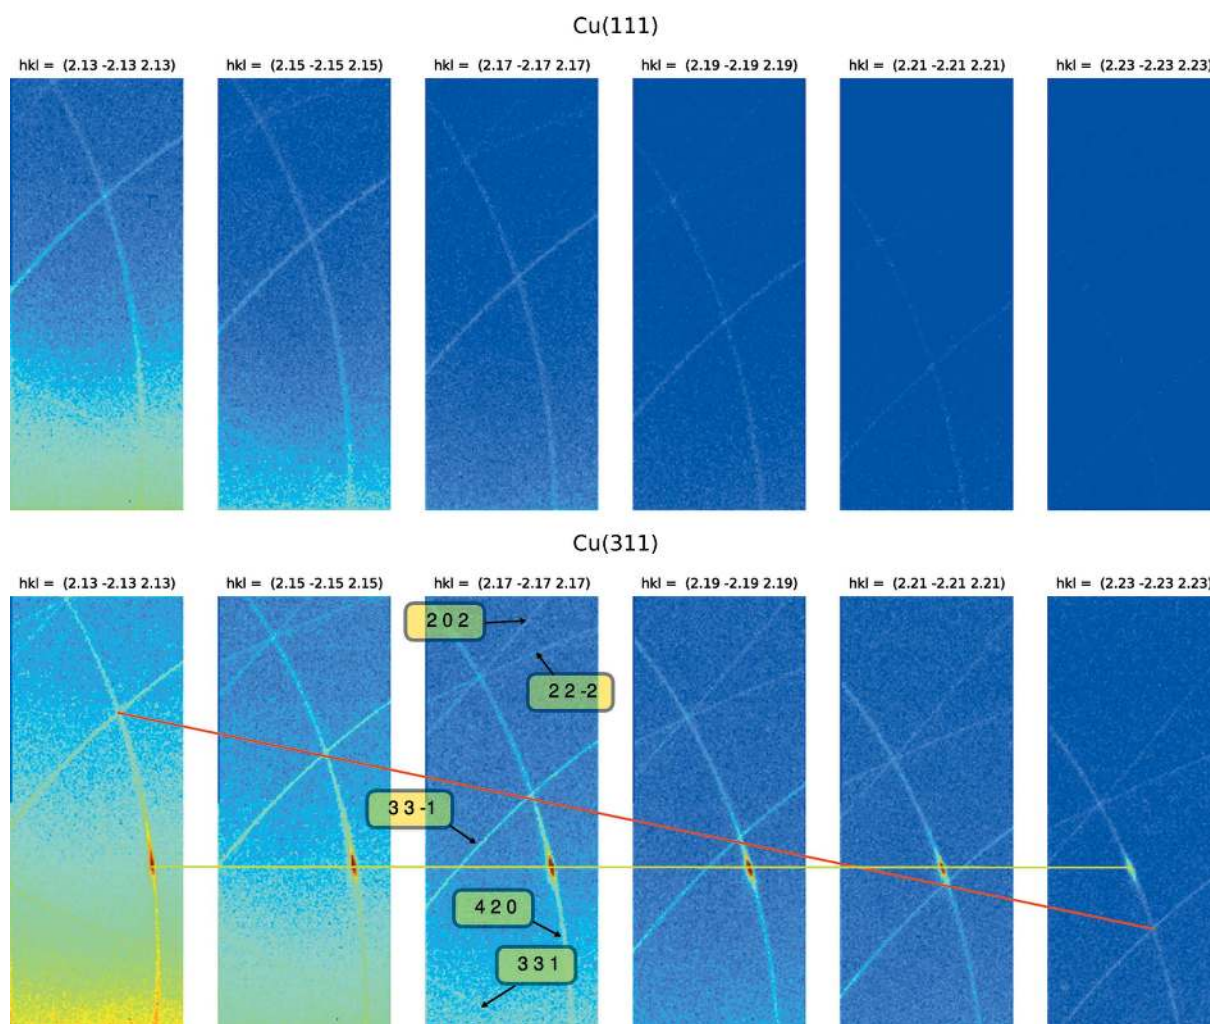 Cu(111)
hkl = (2.13 -2.13 2.13) hkl = (2.15 -2.15 2.15) hkl = (2.17 -2.17 2.17) hkl = (2.19 -2.19 2.19) hkl = (2.21 -2.21 2.21) hkl = (2.23 -2.23 2.23)
Cu(311)
hkl = (2.13 -2.13 2.13) hkl = (2.15 -2.15 2.15) hkl = (2.17 -2.17 2.17) hkl = (2.19 -2.19 2.19) hkl = (2.21 -2.21 2.21) hkl = (2.23 -2.23 2.23)
2 0 2
2 2 -2
3 3 -1
4 2 0
3 3 1